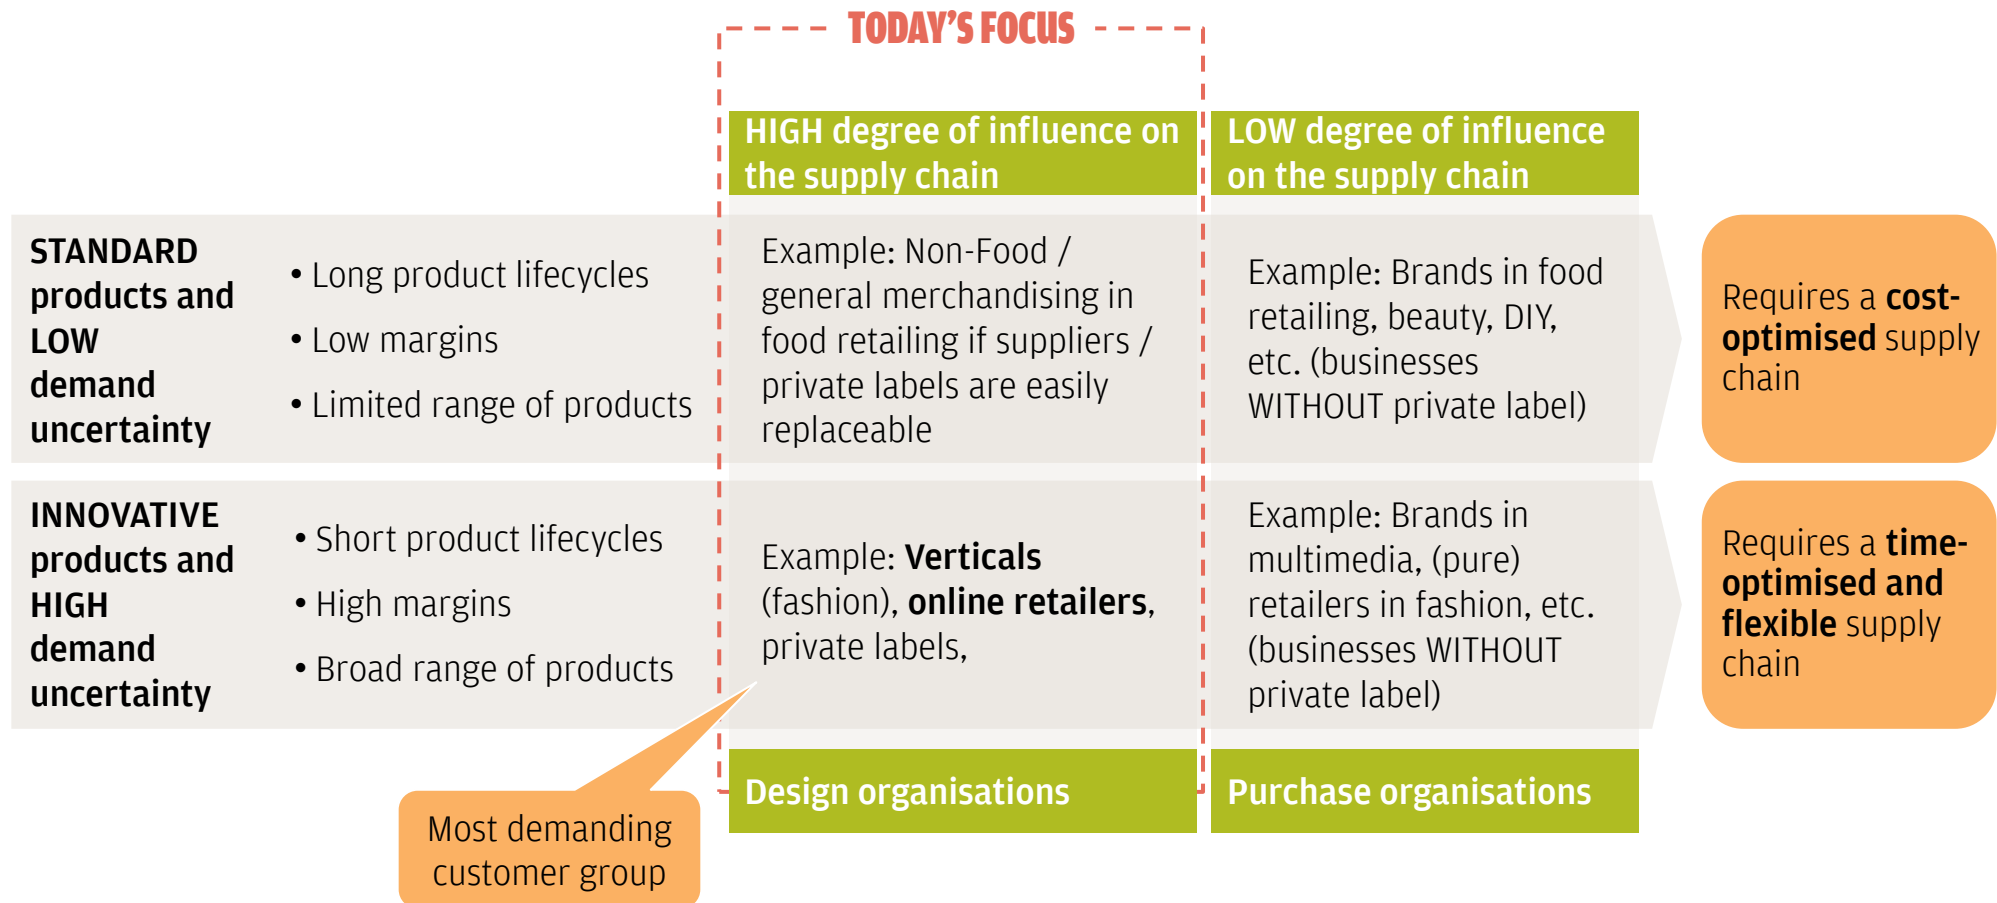 TODAY'S FOCUS
HIGH degree of influence on
the supply chain
LOW degree of influence
on the supply chain
STANDARD
products and
LOW
demand
uncertainty
• Long product lifecycles
• Low margins
• Limited range of products
Example: Non-Food /
general merchandising in
food retailing if suppliers /
private labels are easily
replaceable
Example: Brands in food
retailing, beauty, DIY,
etc. (businesses
WITHOUT private label)
Requires a cost-
optimised supply
chain
INNOVATIVE
products and
HIGH
demand
uncertainty
• Short product lifecycles
• High margins
• Broad range of products
Example: Verticals
(fashion), online retailers,
private labels,
Example: Brands in
multimedia, (pure)
retailers in fashion, etc.
(businesses WITHOUT
private label)
Requires a time-
optimised and
flexible supply
chain
Design organisations
Purchase organisations
Most demanding
customer group